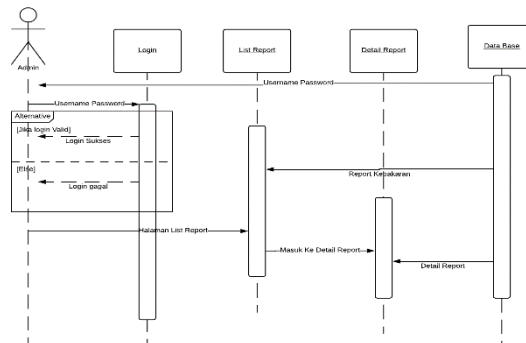 Login
List Report
Detail Report
Data Base
Admin
Username Password
Username Password
Alternative
[Jika login Valid]
Login Sukses
[Else]
Login gagal
Report Kebakaran
Halaman List Report
Masuk Ke Detail Report
Detail Report